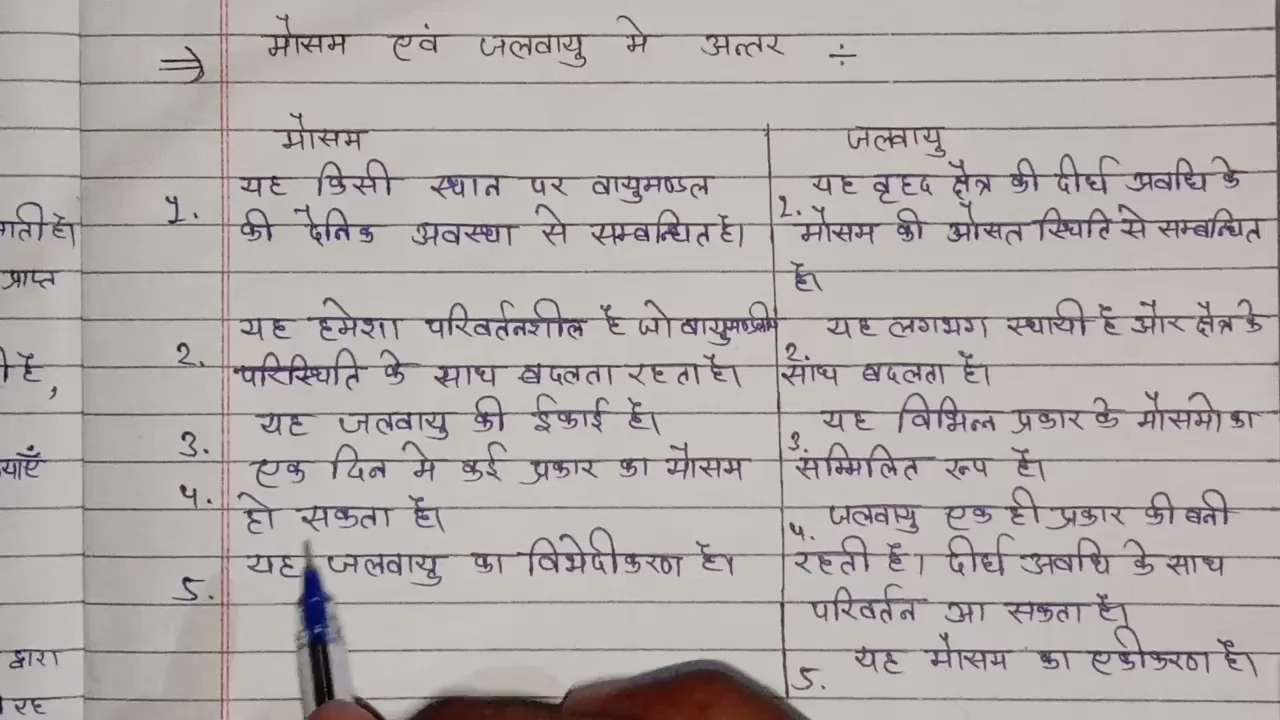 ⇒ मौसम एवं जलवायु मे अन्तर ÷
मौसम
1. यह किसी स्थान पर वायुमण्डल
की दैनिक अवस्था से सम्बन्धित है।
2. यह हमेशा परिवर्तनशील है जो वायुमण्डलीय
परिस्थिति के साथ बदलता रहता है।
3. यह जलवायु की ईकाई है।
4. एक दिन मे कई प्रकार का मौसम
हो सकता है।
5. यह जलवायु का विभेदीकरण है।
जलवायु
1. यह वृहद क्षैत्र की दीर्घ अवधि के
मौसम की औसत स्थिति से सम्बन्धित
है।
2. यह लगभग स्थायी है और क्षैत्र के
साथ बदलता है।
3. यह विभिन्न प्रकार के मौसमो का
सम्मिलित रूप है।
4. जलवायु एक ही प्रकार की बनी
रहती है। दीर्घ अवधि के साथ
परिवर्तन आ सकता है।
5. यह मौसम का एकीकरण है।
गती है।
प्राप्त
है,
द्वारा
रह